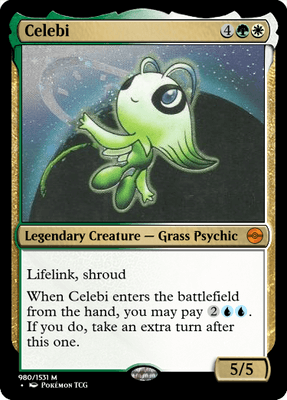 Celebi 4
Legendary Creature — Grass Psychic
Lifelink, shroud
When Celebi enters the battlefield
from the hand, you may pay 2.
If you do, take an extra turn after
this one.
5/5
980/1531 M
• Pokémon TCG